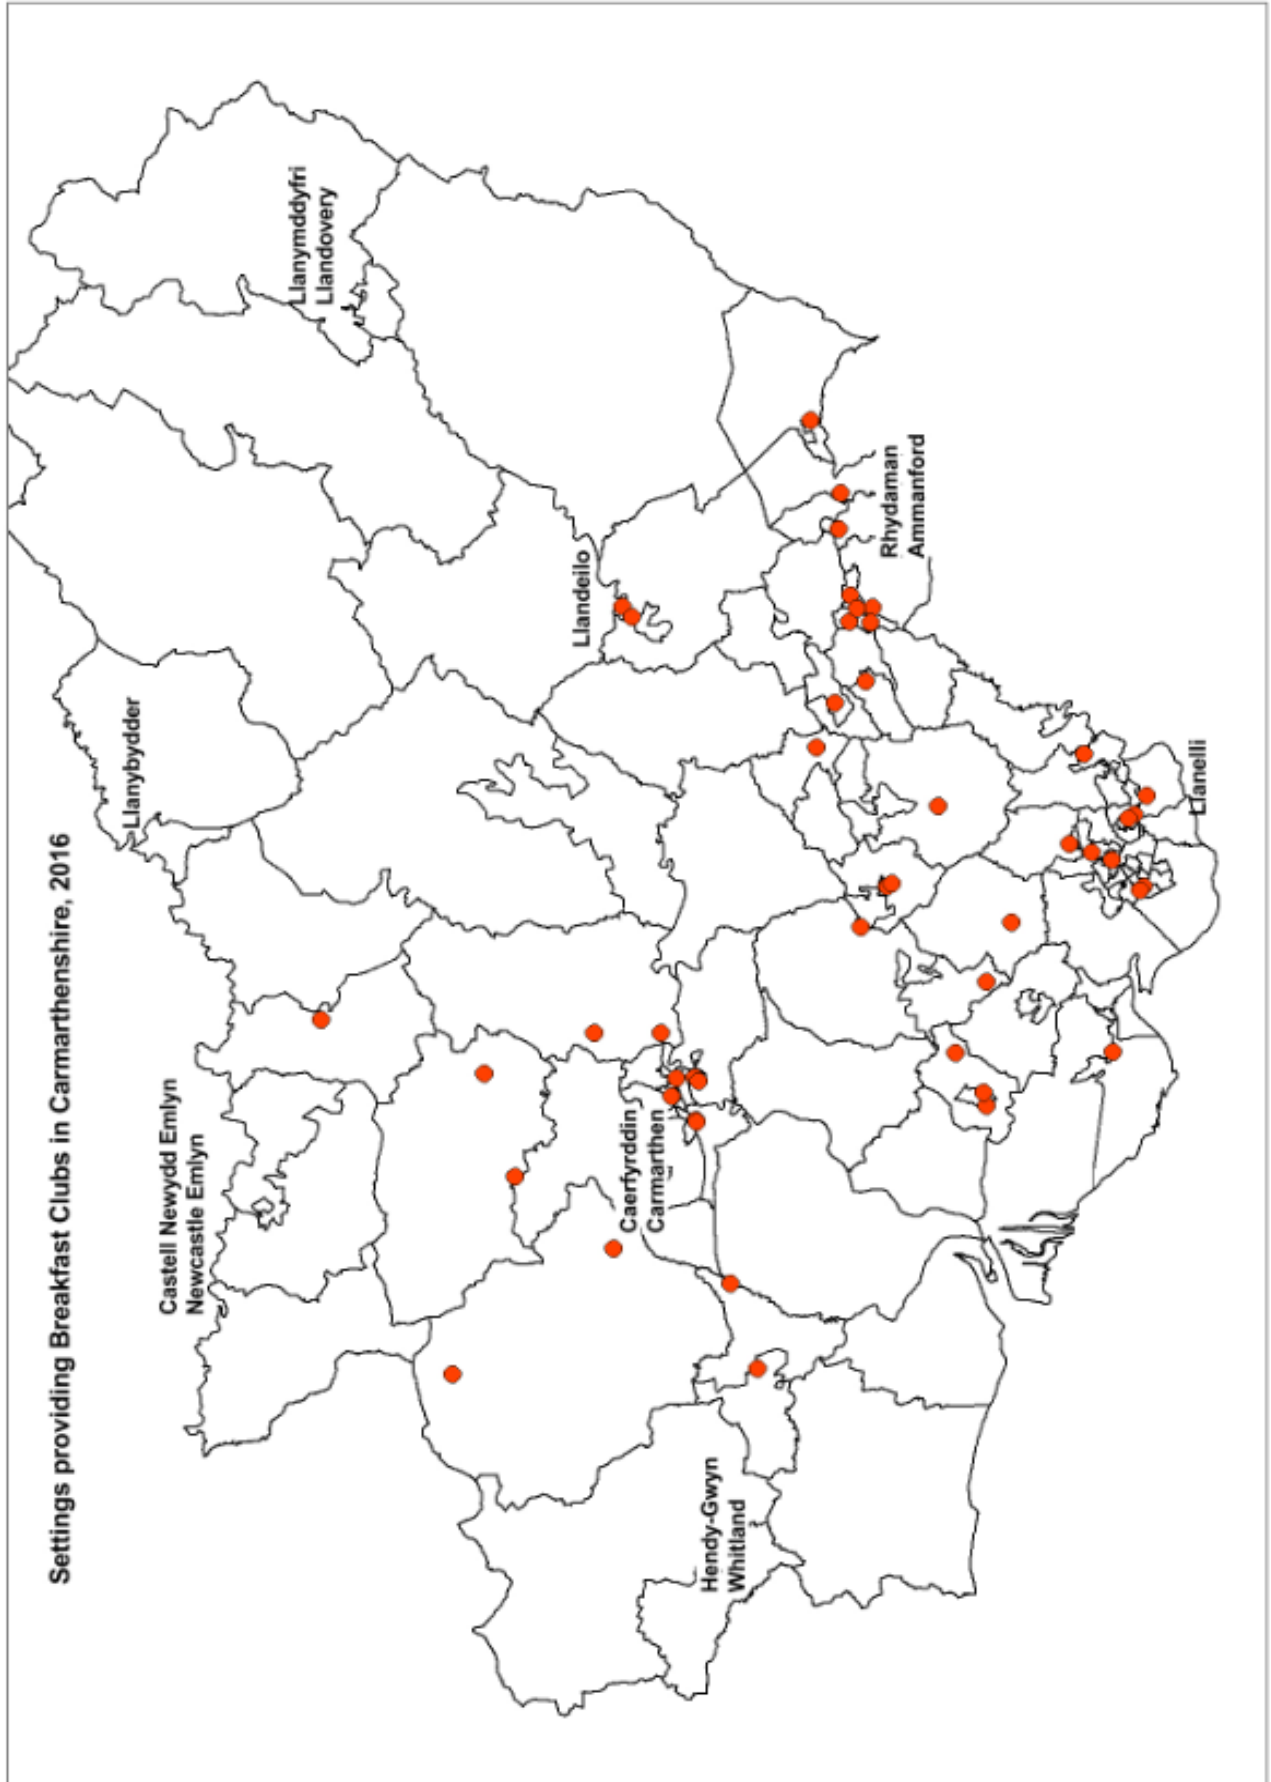 Settings providing Breakfast Clubs in Carmarthenshire, 2016
Castell Newydd Emlyn
Newcastle Emlyn
Llanybydder
Llanymddyfri
Llandovery
Llandeilo
Caerfyrddin
Carmarthen
Hendy-Gwyn
Whitland
Rhydaman
Ammanford
Llanelli